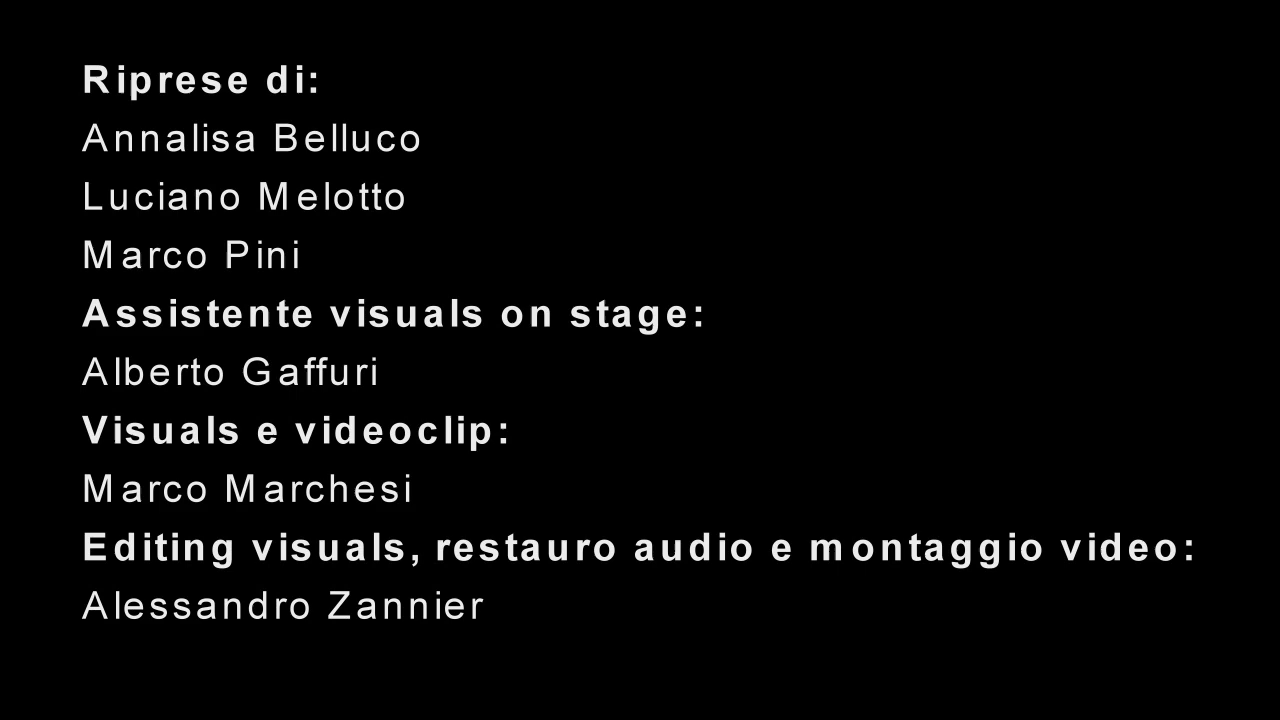 Riprese di:
Annalisa Belluco
Luciano Melotto
Marco Pini
Assistente visuals on stage:
Alberto Gaffuri
Visuals e videoclip:
Marco Marchesi
Editing visuals, restauro audio e montaggio video:
Alessandro Zannier